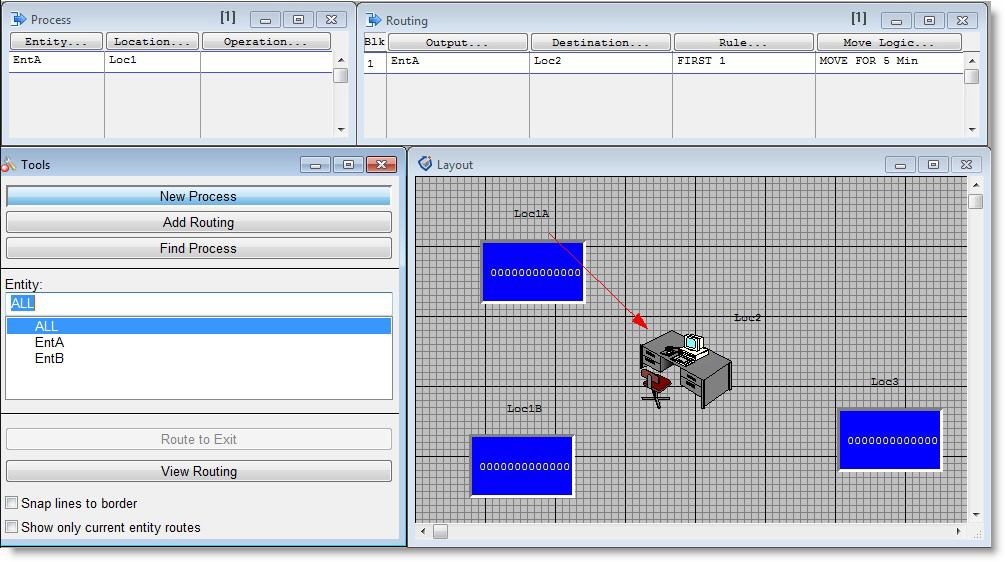 Process [1]
Entity... Location... Operation...
EntA Loc1
Routing [1]
Blk Output... Destination... Rule... Move Logic...
1 EntA Loc2 FIRST 1 MOVE FOR 5 Min
Tools
New Process
Add Routing
Find Process
Entity:
ALL
ALL
EntA
EntB
Route to Exit
View Routing
Snap lines to border
Show only current entity routes
Layout
Loc1A
0000000000000
Loc2
Loc3
0000000000000
Loc1B
0000000000000